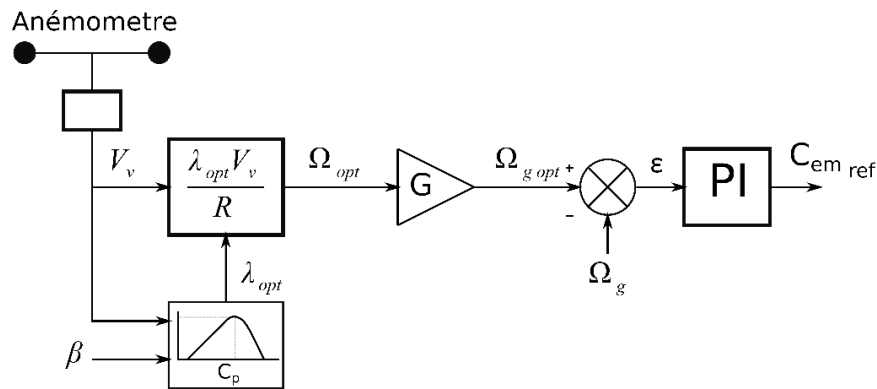 Anémometre
V_v
λ_opt V_v
R
Ω_opt
G
Ω_g opt
+
-
ε
PI
C_em ref
Ω_g
λ_opt
β
C_p